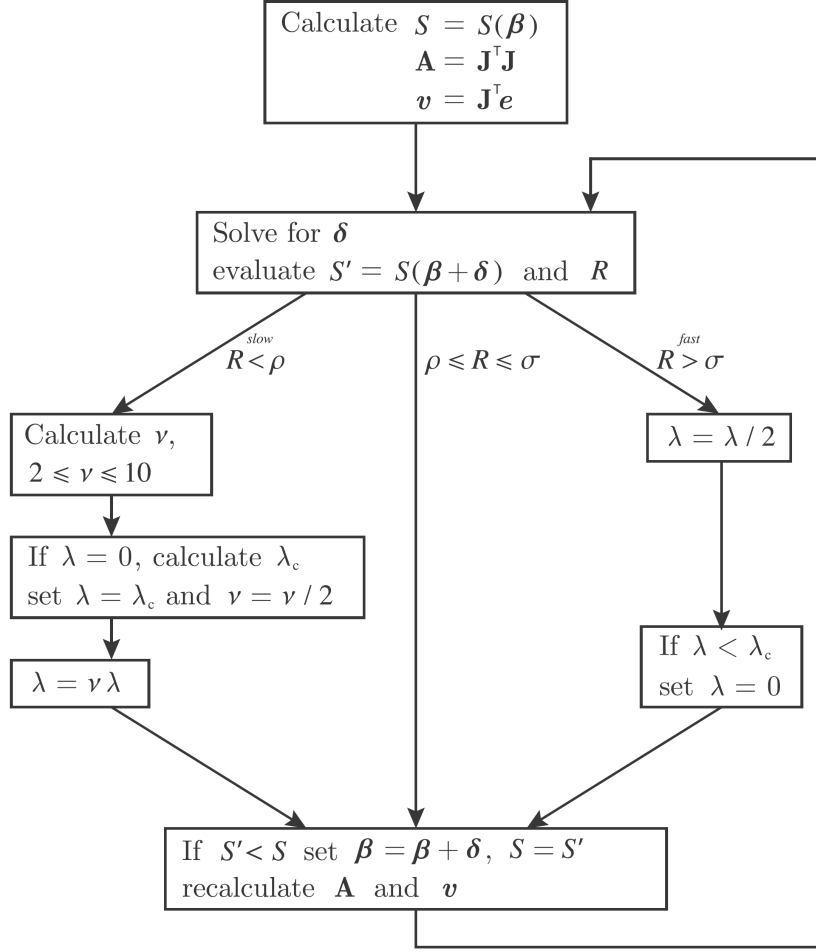 Calculate S = S(β)
A = JᵀJ
v = Jᵀe
Solve for δ
evaluate S′ = S(β + δ) and R
slow
R < ρ
ρ ⩽ R ⩽ σ
fast
R > σ
Calculate ν,
2 ⩽ ν ⩽ 10
λ = λ / 2
If λ = 0, calculate λc
set λ = λc and ν = ν / 2
If λ < λc
set λ = 0
λ = ν λ
If S′ < S set β = β + δ, S = S′
recalculate A and v